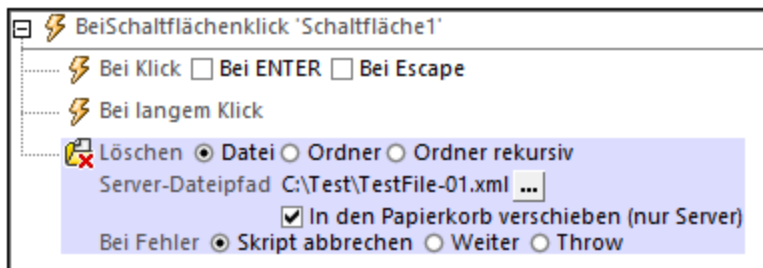 BeiSchaltflächenklick 'Schaltfläche1'
Bei Klick Bei ENTER Bei Escape
Bei langem Klick
Löschen Datei Ordner Ordner rekursiv
Server-Dateipfad C:\Test\TestFile-01.xml ...
In den Papierkorb verschieben (nur Server)
Bei Fehler Skript abbrechen Weiter Throw